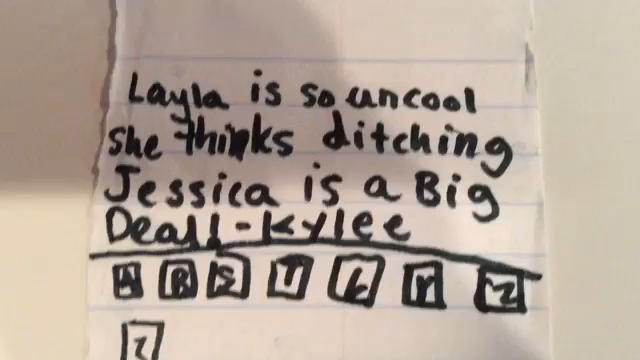 Layla is so uncool
she thinks ditching
Jessica is a Big
Deal! - Kylee
A B S T